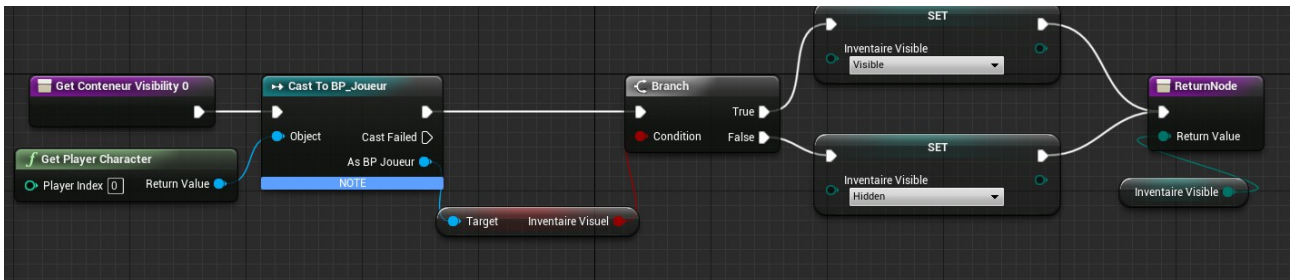 Get Conteneur Visibility 0
Get Player Character
Player Index 0 Return Value
Cast To BP_Joueur
Object Cast Failed
As BP Joueur
NOTE
Target Inventaire Visuel
Branch
True
Condition False
SET
Inventaire Visible
Visible
SET
Inventaire Visible
Hidden
ReturnNode
Return Value
Inventaire Visible